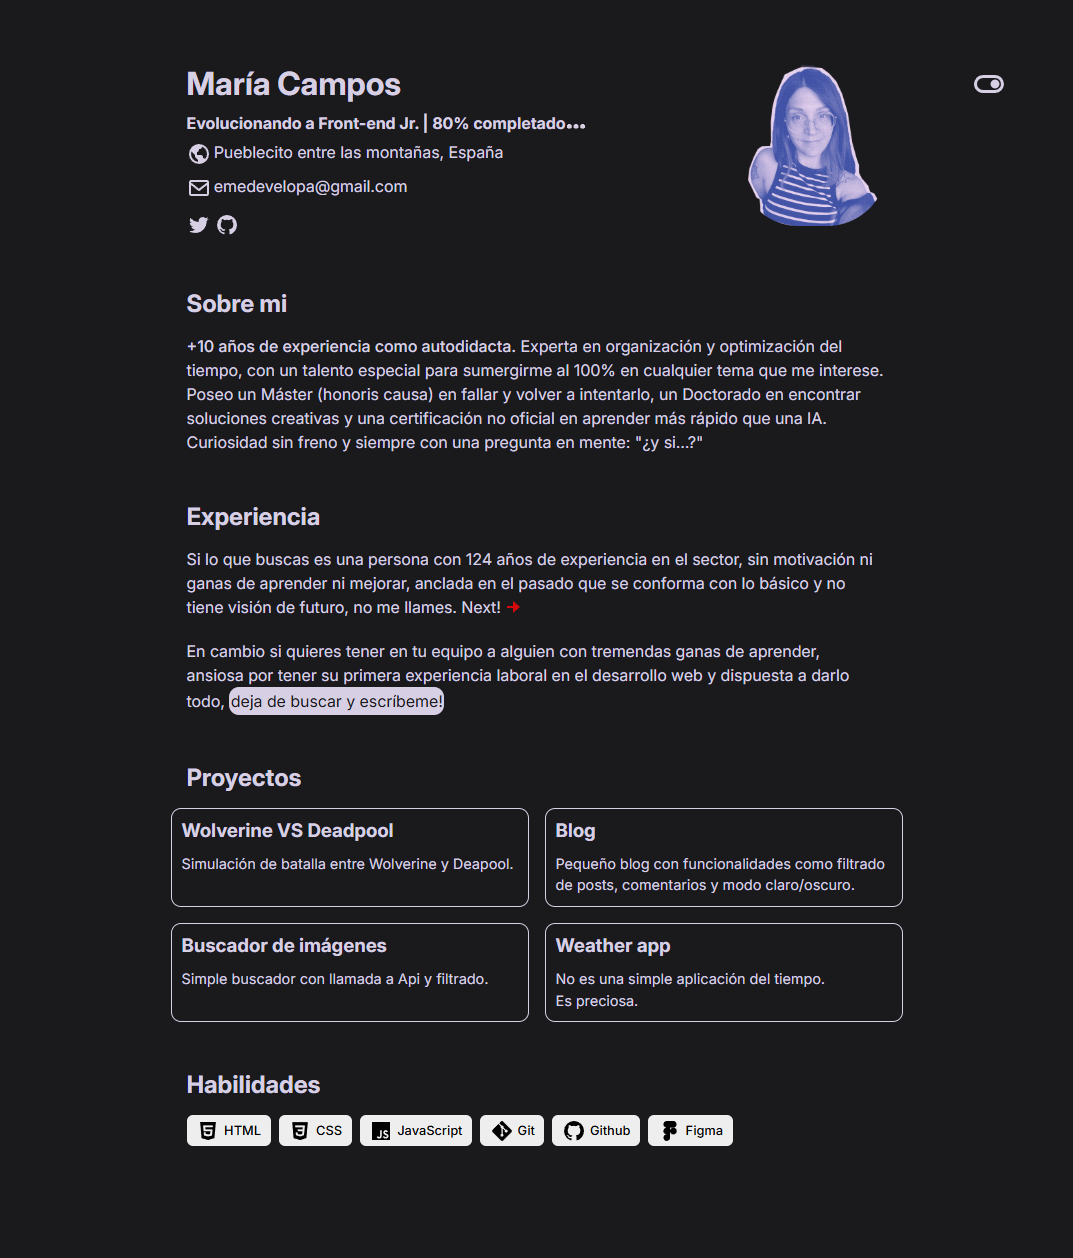 María Campos
Evolucionando a Front-end Jr. | 80% completado...
Pueblecito entre las montañas, España
emedevelopa@gmail.com
Sobre mi
+10 años de experiencia como autodidacta. Experta en organización y optimización del
tiempo, con un talento especial para sumergirme al 100% en cualquier tema que me interese.
Poseo un Máster (honoris causa) en fallar y volver a intentarlo, un Doctorado en encontrar
soluciones creativas y una certificación no oficial en aprender más rápido que una IA.
Curiosidad sin freno y siempre con una pregunta en mente: "¿y si...?"
Experiencia
Si lo que buscas es una persona con 124 años de experiencia en el sector, sin motivación ni
ganas de aprender ni mejorar, anclada en el pasado que se conforma con lo básico y no
tiene visión de futuro, no me llames. Next!
En cambio si quieres tener en tu equipo a alguien con tremendas ganas de aprender,
ansiosa por tener su primera experiencia laboral en el desarrollo web y dispuesta a darlo
todo, deja de buscar y escríbeme!
Proyectos
Wolverine VS Deadpool
Simulación de batalla entre Wolverine y Deapool.
Blog
Pequeño blog con funcionalidades como filtrado
de posts, comentarios y modo claro/oscuro.
Buscador de imágenes
Simple buscador con llamada a Api y filtrado.
Weather app
No es una simple aplicación del tiempo.
Es preciosa.
Habilidades
HTML CSS JavaScript Git Github Figma